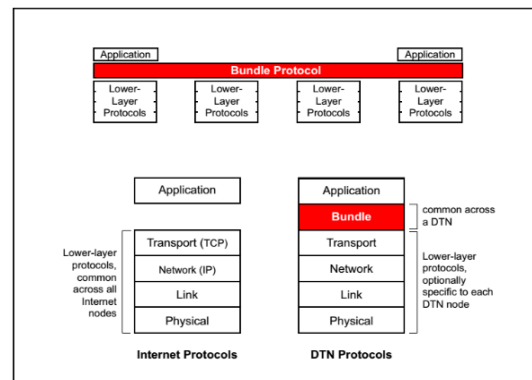 Application
Application
Bundle Protocol
Lower-
Layer
Protocols
Lower-
Layer
Protocols
Lower-
Layer
Protocols
Lower-
Layer
Protocols
Application
Transport (TCP)
Network (IP)
Link
Physical
Lower-layer
protocols,
common
across all
Internet
nodes
Internet Protocols
Application
Bundle
Transport
Network
Link
Physical
common across
a DTN
Lower-layer
protocols,
optionally
specific to each
DTN node
DTN Protocols